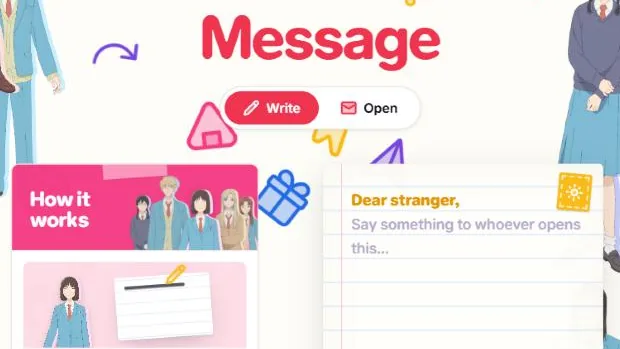 Message
Write
Open
How it
works
Dear stranger,
Say something to whoever opens
this...